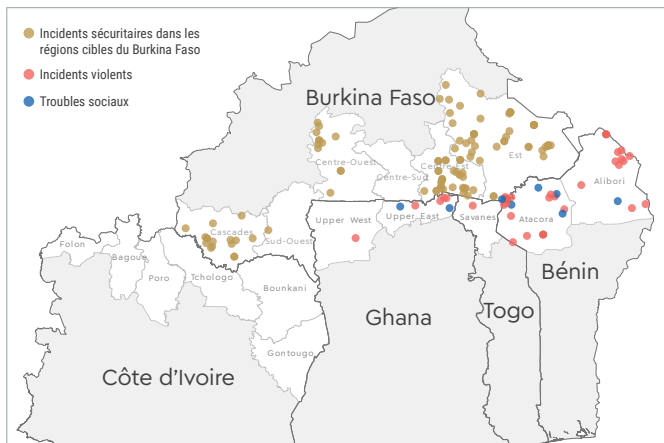 Incidents sécuritaires dans les
régions cibles du Burkina Faso
Incidents violents
Troubles sociaux
Burkina Faso
Centre-Ouest
Centre-Sud
Centre-Est
Est
Alibori
Cascades
Sud-Ouest
Upper West
Upper East
Savanes
Atacora
Folon
Bagoue
Poro
Tchologo
Bounkani
Gontougo
Bénin
Togo
Ghana
Côte d'Ivoire